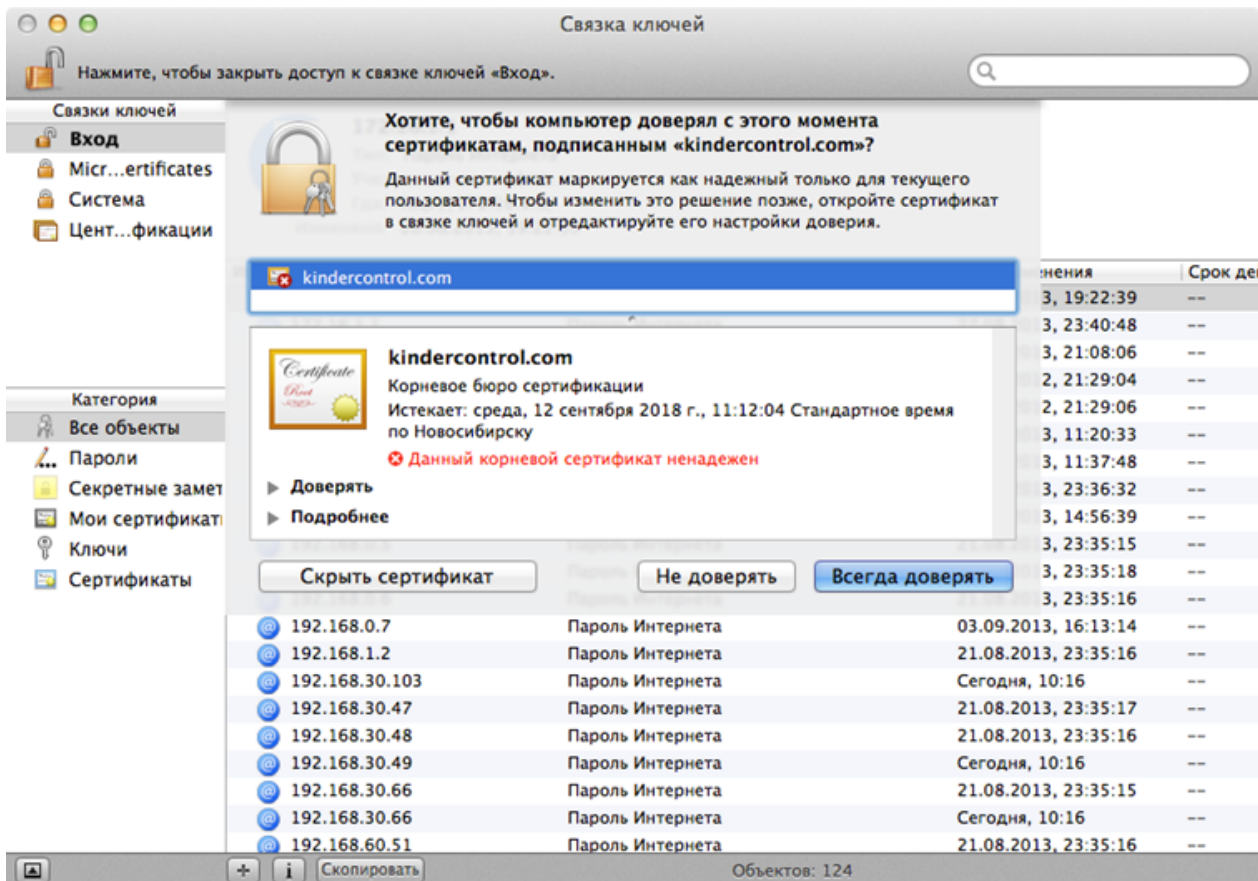 Связка ключей
Нажмите, чтобы закрыть доступ к связке ключей «Вход».
Связки ключей
Вход
Micr...ertificates
Система
Цент...фикации
Категория
Все объекты
Пароли
Секретные замет
Мои сертификат
Ключи
Сертификаты
Хотите, чтобы компьютер доверял с этого момента
сертификатам, подписанным «kindercontrol.com»?
Данный сертификат маркируется как надежный только для текущего
пользователя. Чтобы изменить это решение позже, откройте сертификат
в связке ключей и отредактируйте его настройки доверия.
kindercontrol.com
Certificate
Root
kindercontrol.com
Корневое бюро сертификации
Истекает: среда, 12 сентября 2018 г., 11:12:04 Стандартное время
по Новосибирску
Данный корневой сертификат ненадежен
Доверять
Подробнее
Скрыть сертификат Не доверять Всегда доверять
нения Срок де
3, 19:22:39 --
3, 23:40:48 --
3, 21:08:06 --
2, 21:29:04 --
2, 21:29:06 --
3, 11:20:33 --
3, 11:37:48 --
3, 23:36:32 --
3, 14:56:39 --
3, 23:35:15 --
3, 23:35:18 --
3, 23:35:16 --
192.168.0.7 Пароль Интернета 03.09.2013, 16:13:14 --
192.168.1.2 Пароль Интернета 21.08.2013, 23:35:16 --
192.168.30.103 Пароль Интернета Сегодня, 10:16 --
192.168.30.47 Пароль Интернета 21.08.2013, 23:35:17 --
192.168.30.48 Пароль Интернета 21.08.2013, 23:35:16 --
192.168.30.49 Пароль Интернета Сегодня, 10:16 --
192.168.30.66 Пароль Интернета 21.08.2013, 23:35:15 --
192.168.30.66 Пароль Интернета Сегодня, 10:16 --
192.168.60.51 Пароль Интернета 21.08.2013, 23:35:16 --
Скопировать Объектов: 124